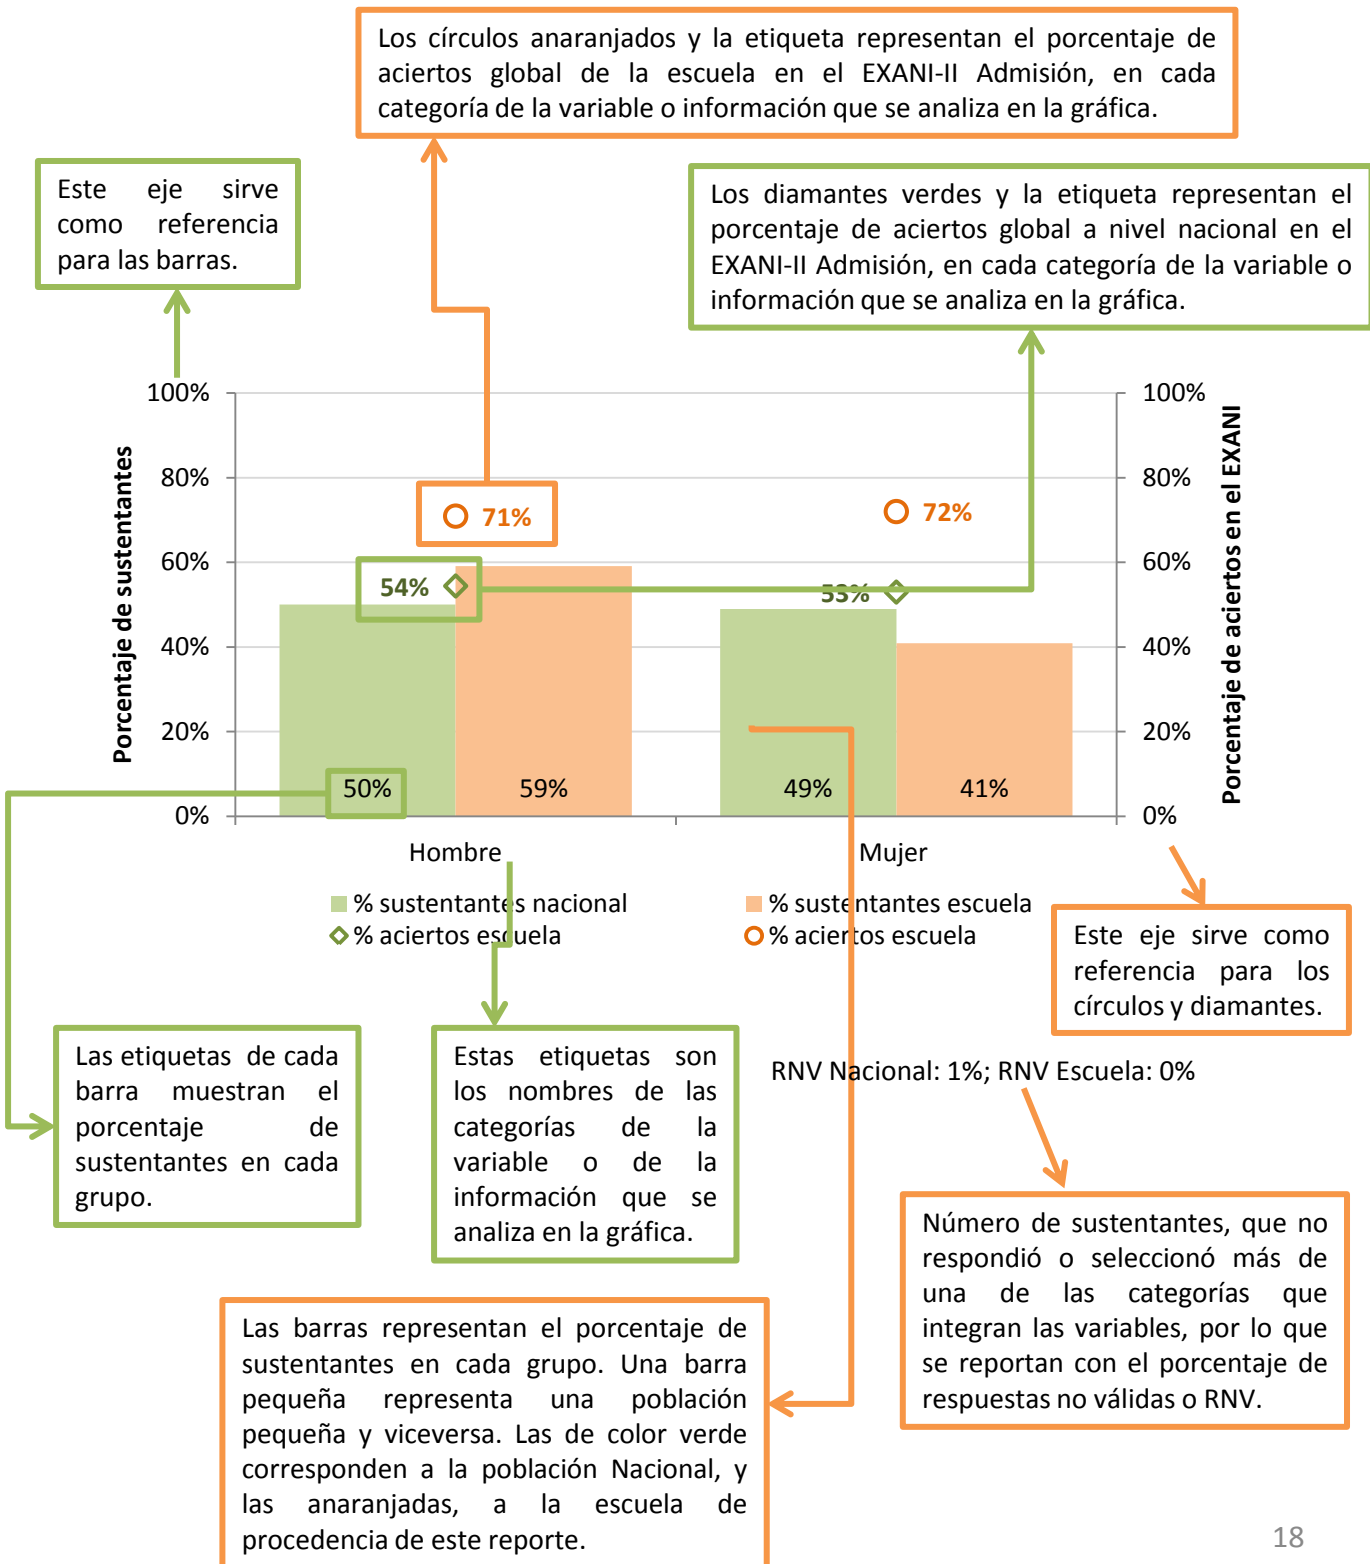 Los círculos anaranjados y la etiqueta representan el porcentaje de
aciertos global de la escuela en el EXANI-II Admisión, en cada
categoría de la variable o información que se analiza en la gráfica.
Este eje sirve
como referencia
para las barras.
Los diamantes verdes y la etiqueta representan el
porcentaje de aciertos global a nivel nacional en el
EXANI-II Admisión, en cada categoría de la variable o
información que se analiza en la gráfica.
Porcentaje de sustentantes
100%
80%
60%
40%
20%
0%
71%
72%
54%
53%
50%
59%
49%
41%
100%
80%
60%
40%
20%
0%
Porcentaje de aciertos en el EXANI
Hombre
Mujer
% sustentantes nacional
% sustentantes escuela
% aciertos escuela
% aciertos escuela
Este eje sirve como
referencia para los
círculos y diamantes.
Las etiquetas de cada
barra muestran el
porcentaje de
sustentantes en cada
grupo.
Estas etiquetas son
los nombres de las
categorías de la
variable o de la
información que se
analiza en la gráfica.
RNV Nacional: 1%; RNV Escuela: 0%
Número de sustentantes, que no
respondió o seleccionó más de
una de las categorías que
integran las variables, por lo que
se reportan con el porcentaje de
respuestas no válidas o RNV.
Las barras representan el porcentaje de
sustentantes en cada grupo. Una barra
pequeña representa una población
pequeña y viceversa. Las de color verde
corresponden a la población Nacional, y
las anaranjadas, a la escuela de
procedencia de este reporte.
18